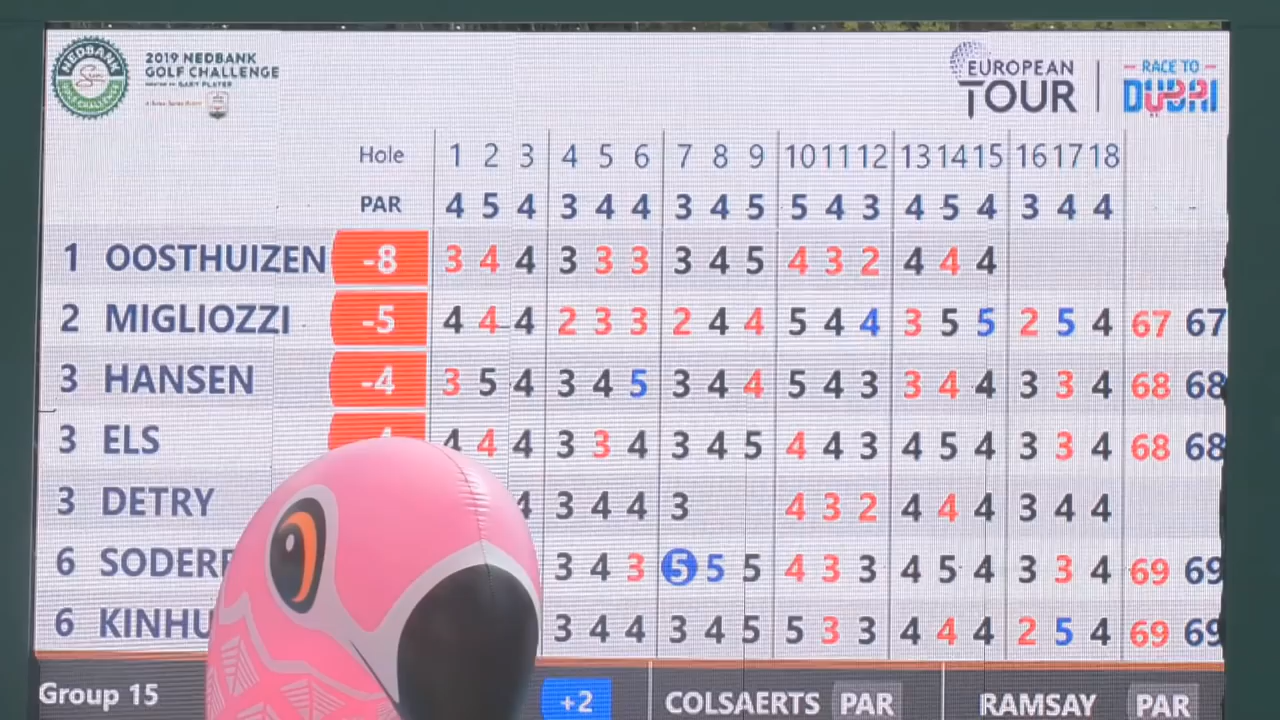 NEDBANK
Sun
GOLF CHALLENGE
2019 NEDBANK
GOLF CHALLENGE
HOSTED BY GARY PLAYER
EUROPEAN
TOUR
RACE TO
DUBAI
Hole 1 2 3 4 5 6 7 8 9 10 11 12 13 14 15 16 17 18
PAR 4 5 4 3 4 4 3 4 5 5 4 3 4 5 4 3 4 4 -
1 OOSTHUIZEN -8 3 4 4 3 3 3 3 4 5 4 3 2 4 4 4
2 MIGLIOZZI -5 4 4 4 2 3 3 2 4 4 5 4 4 3 5 5 2 5 4 67 67
3 HANSEN -4 3 5 4 3 4 5 3 4 4 5 4 3 3 4 4 3 3 4 68 68
3 ELS 4 4 4 3 3 4 3 4 5 4 4 3 4 5 4 3 3 4 68 68
3 DETRY 4 3 4 4 3 4 3 2 4 4 4 3 4 4
6 SODER 3 4 3 5 5 5 4 3 3 4 5 4 3 3 4 69 69
6 KINHU 3 4 4 3 4 5 5 3 3 4 4 4 2 5 4 69 69
Group 15 +2 COLSAERTS PAR RAMSAY PAR